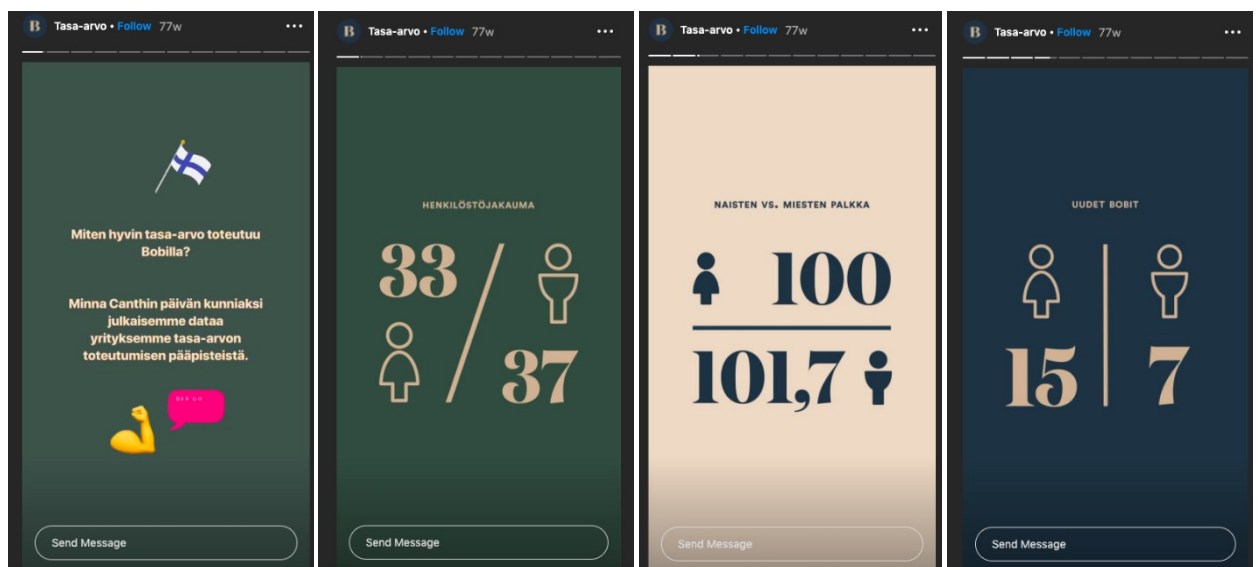 B Tasa-arvo • Follow 77w
Miten hyvin tasa-arvo toteutuu
Bobilla?
Minna Canthin päivän kunniaksi
julkaisemme dataa
yrityksemme tasa-arvon
toteutumisen pääpisteistä.
Send Message
B Tasa-arvo • Follow 77w
HENKILÖSTÖJAKAUMA
33
37
Send Message
B Tasa-arvo • Follow 77w
NAISTEN VS. MIESTEN PALKKA
100
101,7
Send Message
B Tasa-arvo • Follow 77w
UUDET BOBIT
15 7
Send Message